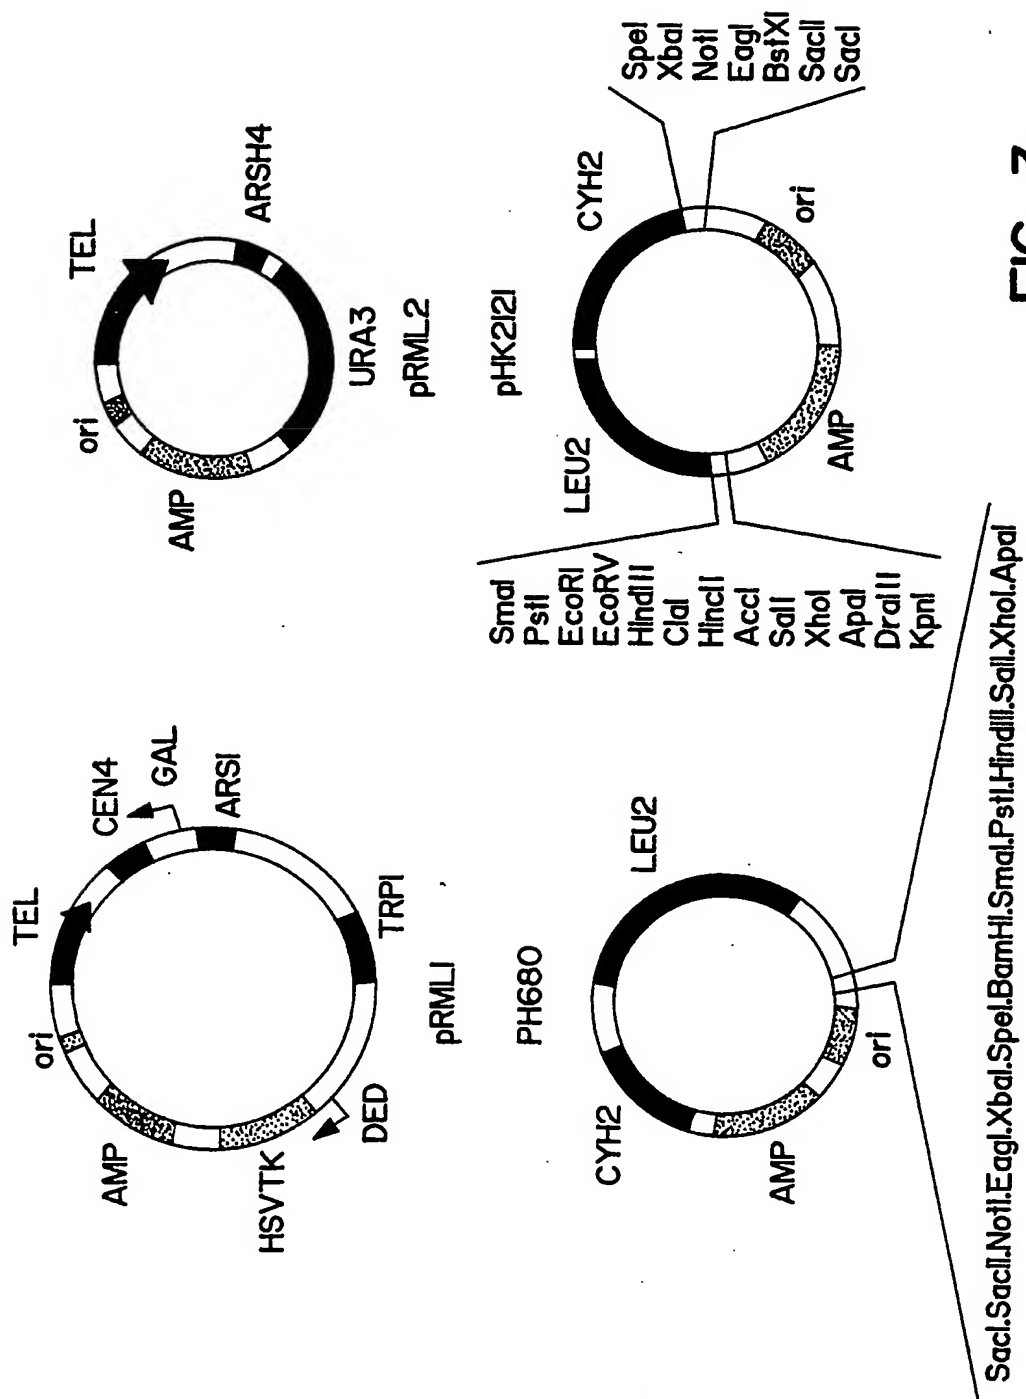 TEL
ori
CEN4
GAL
AMP
ARS1
HSVTK
TRP1
DED
pRML1
TEL
ori
ARSH4
AMP
URA3
pRML2
PH680
CYH2
LEU2
AMP
ori
SacI.SacII.NotI.EagI.XbaI.SpeI.BamHI.SmaI.PstI.HindIII.SalI.XhoI.ApaI
pHK2121
LEU2
CYH2
SmaI
PstI
EcoRI
EcoRV
HindIII
ClaI
HincII
AccI
SalI
XhoI
ApaI
DraIII
KpnI
SpeI
XbaI
NotI
EagI
BstXI
SacII
SacI
AMP
ori
FIG.